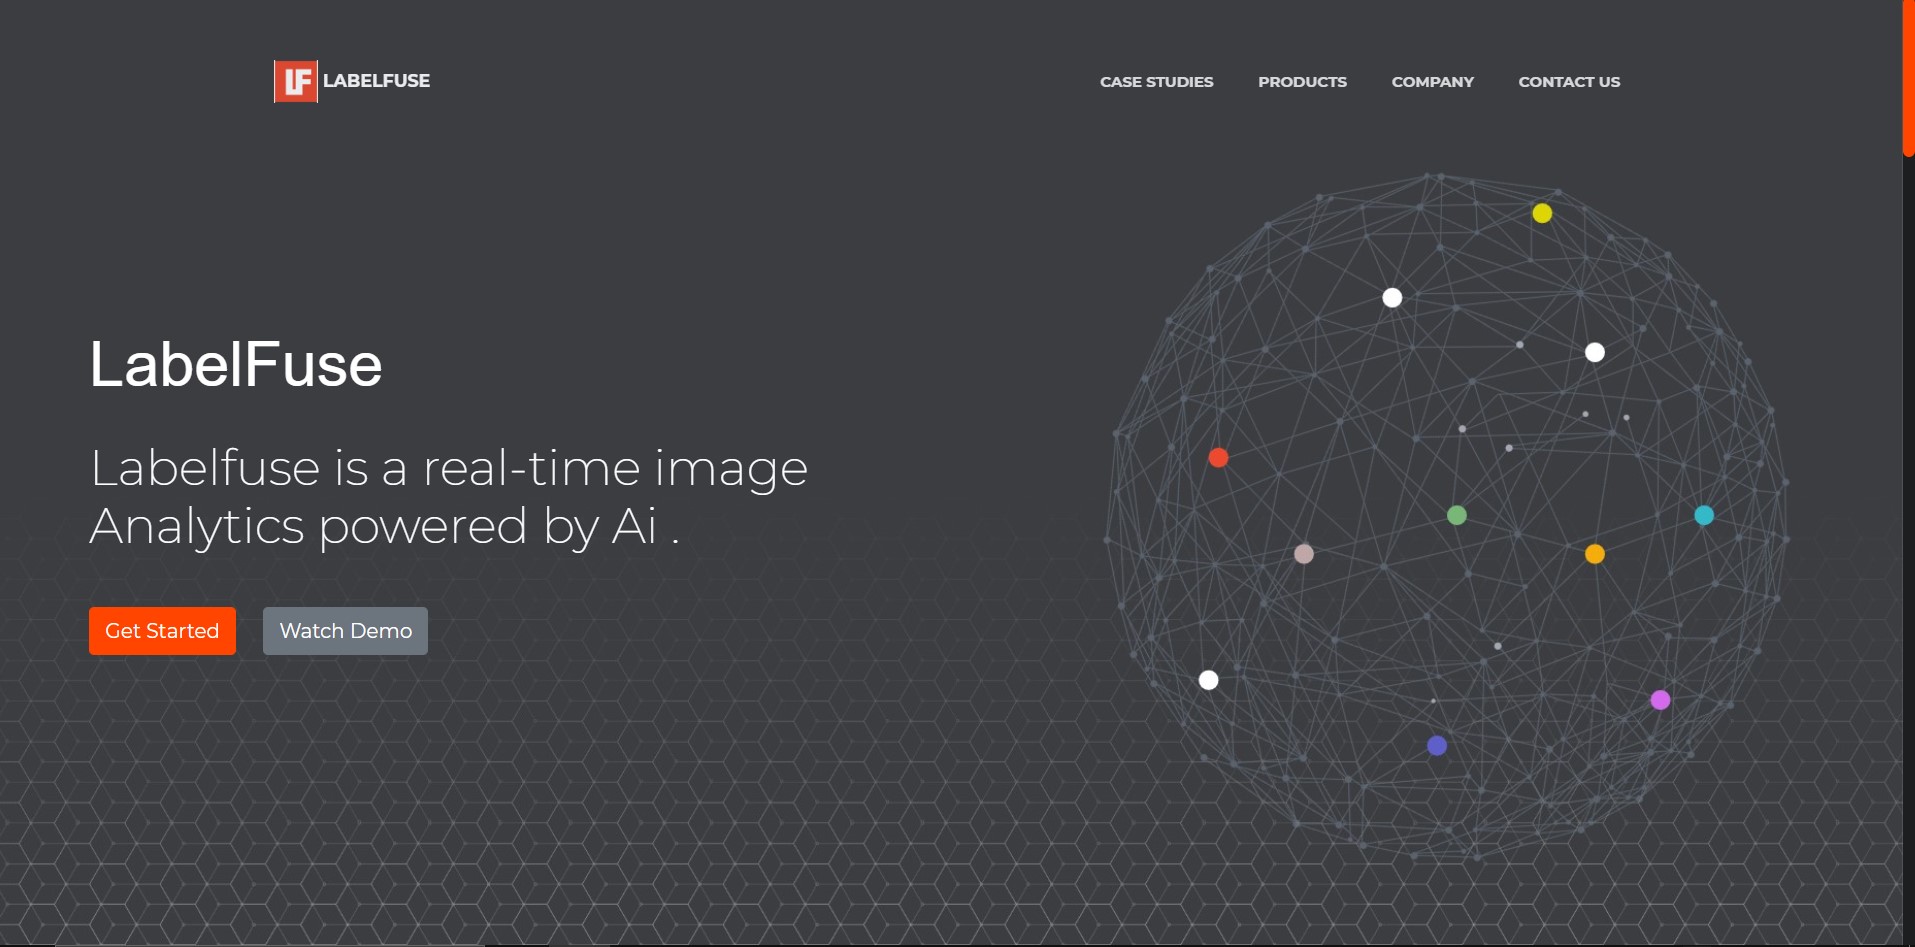 LF LABELFUSE
CASE STUDIES PRODUCTS COMPANY CONTACT US
LabelFuse
Labelfuse is a real-time image
Analytics powered by Ai .
Get Started Watch Demo